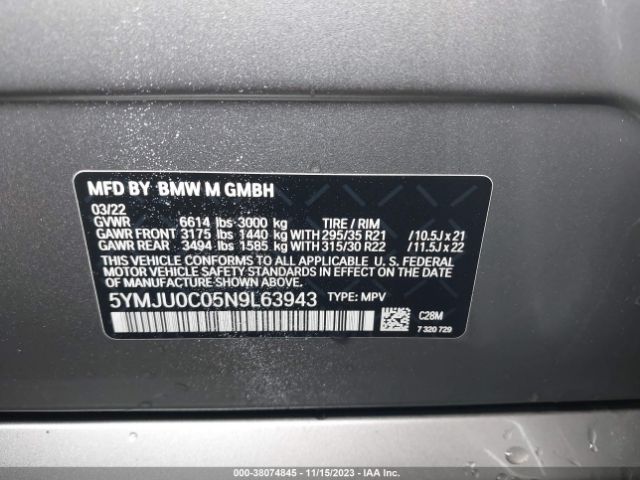 MFD BY BMW M GMBH
03/22
GVWR 6614 lbs-3000 kg TIRE / RIM
GAWR FRONT 3175 lbs 1440 kg WITH 295/35 R21 /10.5J x 21
GAWR REAR 3494 lbs 1585 kg WITH 315/30 R22 /11.5J x 22
THIS VEHICLE CONFORMS TO ALL APPLICABLE U. S. FEDERAL
MOTOR VEHICLE SAFETY STANDARDS IN EFFECT ON THE DATE
OF MANUFACTURE SHOWN ABOVE.
5YMJU0C05N9L63943 TYPE: MPV
C28M
7 320 729
000-38074845 - 11/15/2023 - IAA Inc.